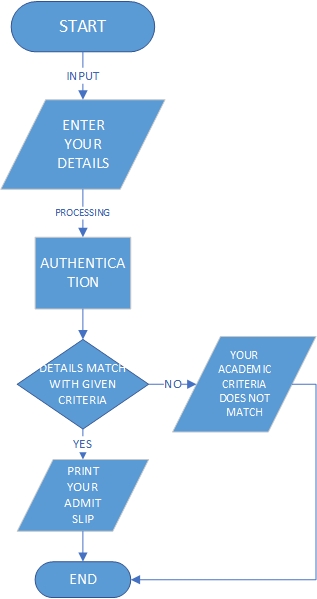 START
INPUT
ENTER
YOUR
DETAILS
PROCESSING
AUTHENTICA
TION
DETAILS MATCH
WITH GIVEN
CRITERIA
NO
YOUR
ACADEMIC
CRITERIA
DOES NOT
MATCH
YES
PRINT
YOUR
ADMIT
SLIP
END